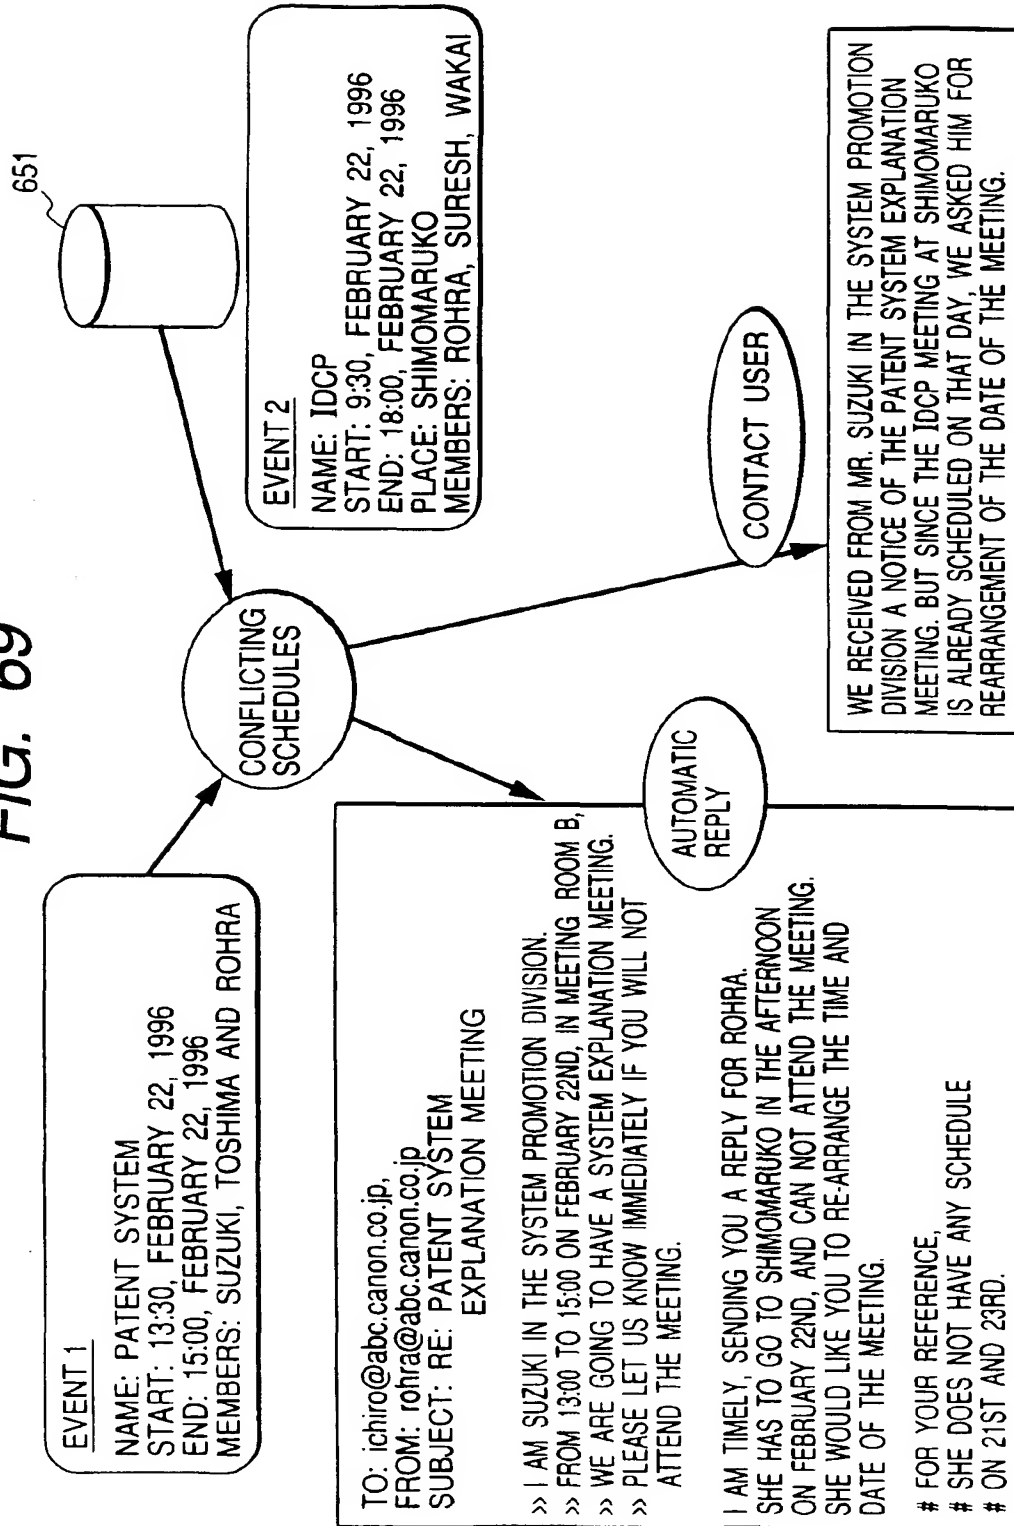 FIG. 69
EVENT 1
NAME: PATENT SYSTEM
START: 13:30, FEBRUARY 22, 1996
END: 15:00, FEBRUARY 22, 1996
MEMBERS: SUZUKI, TOSHIMA AND ROHRA
651
CONFLICTING
SCHEDULES
EVENT 2
NAME: IDCP
START: 9:30, FEBRUARY 22, 1996
END: 18:00, FEBRUARY 22, 1996
PLACE: SHIMOMARUKO
MEMBERS: ROHRA, SURESH, WAKAI
TO: ichiro@abc.canon.co.jp,
FROM: rohra@abc.canon.co.jp
SUBJECT: RE: PATENT SYSTEM
EXPLANATION MEETING
>> I AM SUZUKI IN THE SYSTEM PROMOTION DIVISION.
>> FROM 13:00 TO 15:00 ON FEBRUARY 22ND, IN MEETING ROOM B,
>> WE ARE GOING TO HAVE A SYSTEM EXPLANATION MEETING.
>> PLEASE LET US KNOW IMMEDIATELY IF YOU WILL NOT
ATTEND THE MEETING.
I AM TIMELY, SENDING YOU A REPLY FOR ROHRA.
SHE HAS TO GO TO SHIMOMARUKO IN THE AFTERNOON
ON FEBRUARY 22ND, AND CAN NOT ATTEND THE MEETING.
SHE WOULD LIKE YOU TO RE-ARRANGE THE TIME AND
DATE OF THE MEETING.
# FOR YOUR REFERENCE,
# SHE DOES NOT HAVE ANY SCHEDULE
# ON 21ST AND 23RD.
AUTOMATIC
REPLY
CONTACT USER
WE RECEIVED FROM MR. SUZUKI IN THE SYSTEM PROMOTION
DIVISION A NOTICE OF THE PATENT SYSTEM EXPLANATION
MEETING. BUT SINCE THE IDCP MEETING AT SHIMOMARUKO
IS ALREADY SCHEDULED ON THAT DAY, WE ASKED HIM FOR
REARRANGEMENT OF THE DATE OF THE MEETING.